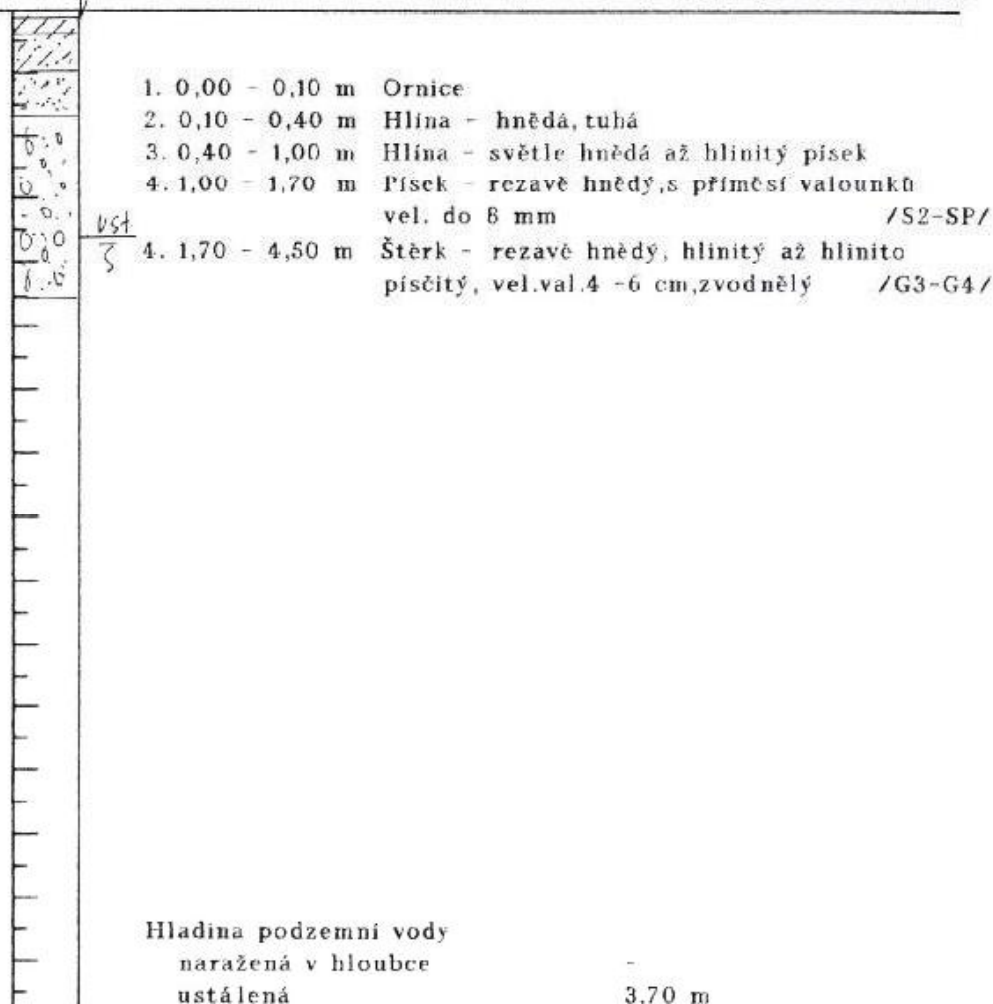 1. 0,00 - 0,10 m Ornice
2. 0,10 - 0,40 m Hlína - hnědá, tuhá
3. 0,40 - 1,00 m Hlína - světle hnědá až hlinitý písek
4. 1,00 - 1,70 m Písek - rezavě hnědý,s příměsí valounků
vel. do 8 mm /S2-SP/
ust
4. 1,70 - 4,50 m Štěrk - rezavě hnědý, hlinitý až hlinito
písčitý, vel.val.4 -6 cm,zvodnělý /G3-G4/
Hladina podzemní vody
naražená v hloubce -
ustálená 3.70 m